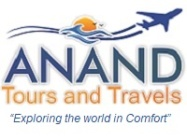 ANAND
Tours and Travels
"Exploring the world in Comfort"